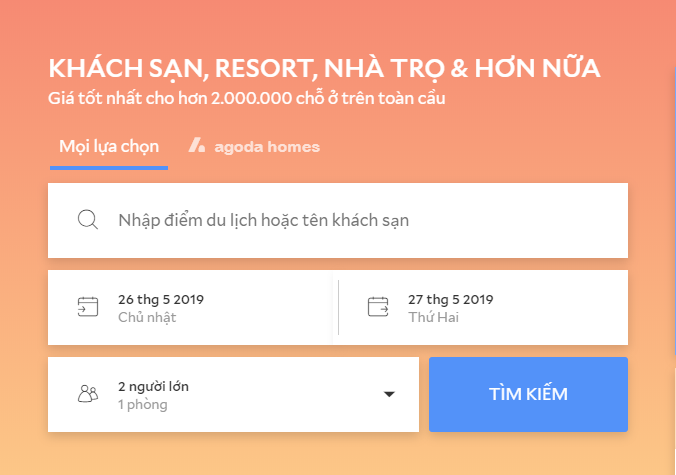 KHÁCH SẠN, RESORT, NHÀ TRỌ & HƠN NỮA
Giá tốt nhất cho hơn 2.000.000 chỗ ở trên toàn cầu
Mọi lựa chọn
agoda homes
Nhập điểm du lịch hoặc tên khách sạn
26 thg 5 2019
Chủ nhật
27 thg 5 2019
Thứ Hai
2 người lớn
1 phòng
TÌM KIẾM